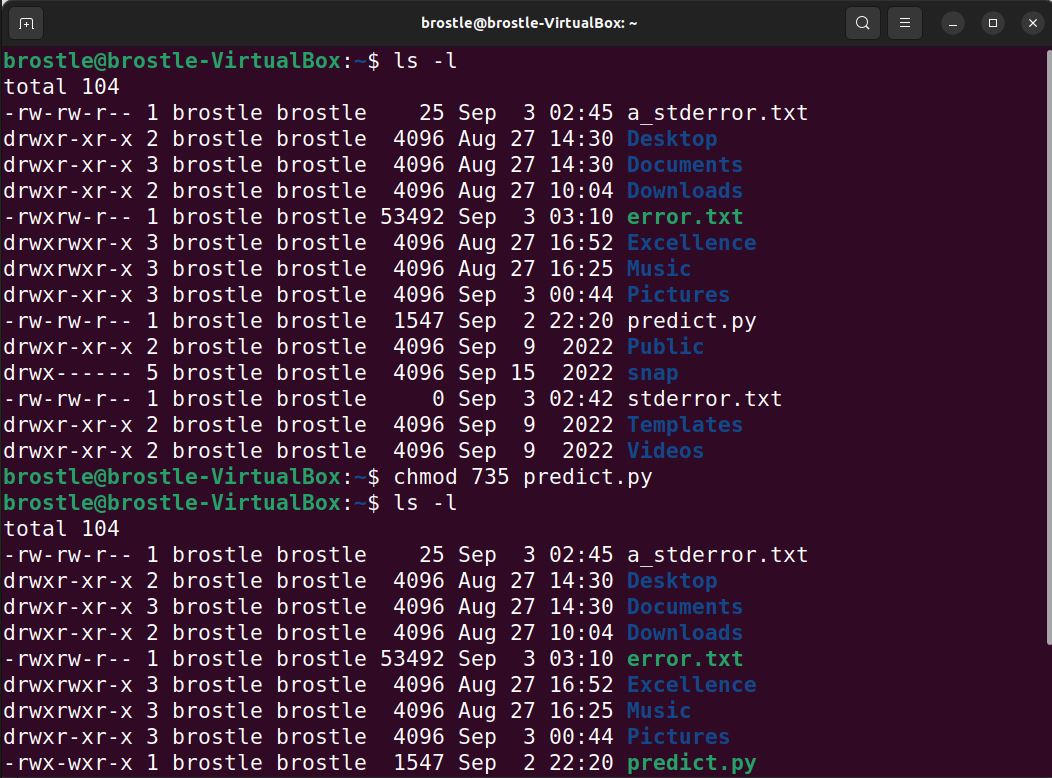 brostle@brostle-VirtualBox: ~
brostle@brostle-VirtualBox:~$ ls -l
total 104
-rw-rw-r-- 1 brostle brostle    25 Sep  3 02:45 a_stderror.txt
drwxr-xr-x 2 brostle brostle  4096 Aug 27 14:30 Desktop
drwxr-xr-x 3 brostle brostle  4096 Aug 27 14:30 Documents
drwxr-xr-x 2 brostle brostle  4096 Aug 27 10:04 Downloads
-rwxrw-r-- 1 brostle brostle 53492 Sep  3 03:10 error.txt
drwxrwxr-x 3 brostle brostle  4096 Aug 27 16:52 Excellence
drwxrwxr-x 3 brostle brostle  4096 Aug 27 16:25 Music
drwxr-xr-x 3 brostle brostle  4096 Sep  3 00:44 Pictures
-rw-rw-r-- 1 brostle brostle  1547 Sep  2 22:20 predict.py
drwxr-xr-x 2 brostle brostle  4096 Sep  9  2022 Public
drwx------ 5 brostle brostle  4096 Sep 15  2022 snap
-rw-rw-r-- 1 brostle brostle     0 Sep  3 02:42 stderror.txt
drwxr-xr-x 2 brostle brostle  4096 Sep  9  2022 Templates
drwxr-xr-x 2 brostle brostle  4096 Sep  9  2022 Videos
brostle@brostle-VirtualBox:~$ chmod 735 predict.py
brostle@brostle-VirtualBox:~$ ls -l
total 104
-rw-rw-r-- 1 brostle brostle    25 Sep  3 02:45 a_stderror.txt
drwxr-xr-x 2 brostle brostle  4096 Aug 27 14:30 Desktop
drwxr-xr-x 3 brostle brostle  4096 Aug 27 14:30 Documents
drwxr-xr-x 2 brostle brostle  4096 Aug 27 10:04 Downloads
-rwxrw-r-- 1 brostle brostle 53492 Sep  3 03:10 error.txt
drwxrwxr-x 3 brostle brostle  4096 Aug 27 16:52 Excellence
drwxrwxr-x 3 brostle brostle  4096 Aug 27 16:25 Music
drwxr-xr-x 3 brostle brostle  4096 Sep  3 00:44 Pictures
-rwx-wxr-x 1 brostle brostle  1547 Sep  2 22:20 predict.py